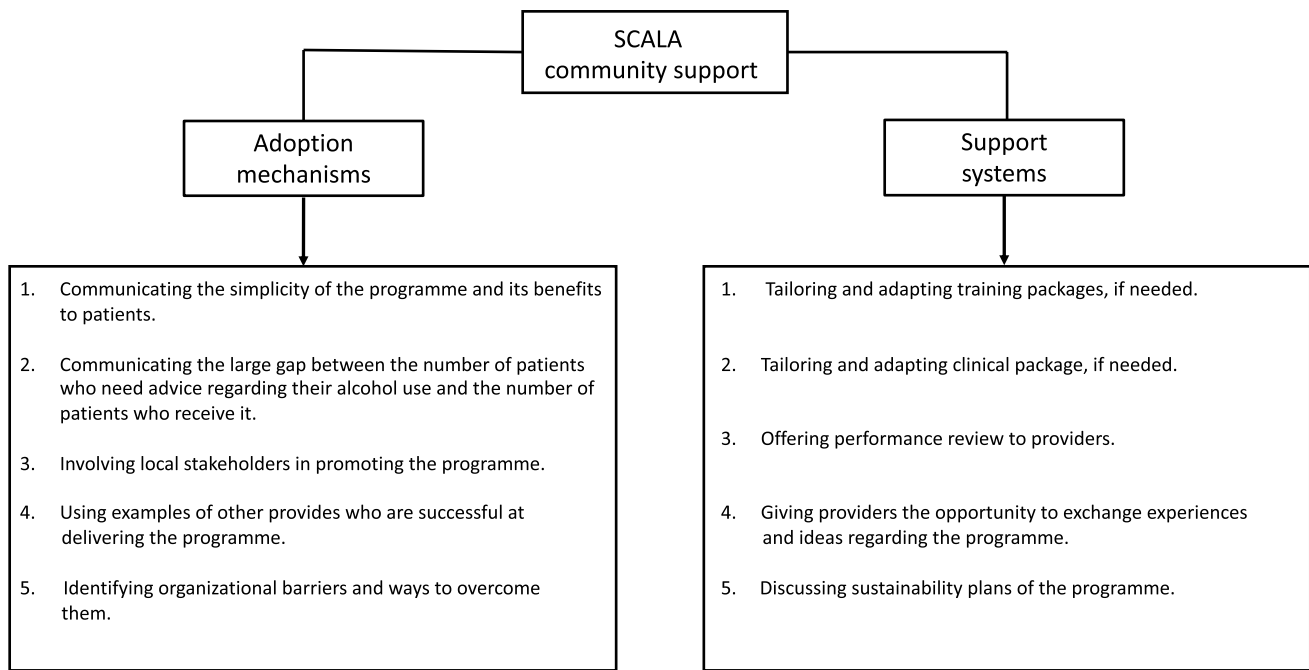 SCALA
community support
Adoption
mechanisms
Support
systems
1. Communicating the simplicity of the programme and its benefits
to patients.
2. Communicating the large gap between the number of patients
who need advice regarding their alcohol use and the number of
patients who receive it.
3. Involving local stakeholders in promoting the programme.
4. Using examples of other provides who are successful at
delivering the programme.
5. Identifying organizational barriers and ways to overcome
them.
1. Tailoring and adapting training packages, if needed.
2. Tailoring and adapting clinical package, if needed.
3. Offering performance review to providers.
4. Giving providers the opportunity to exchange experiences
and ideas regarding the programme.
5. Discussing sustainability plans of the programme.